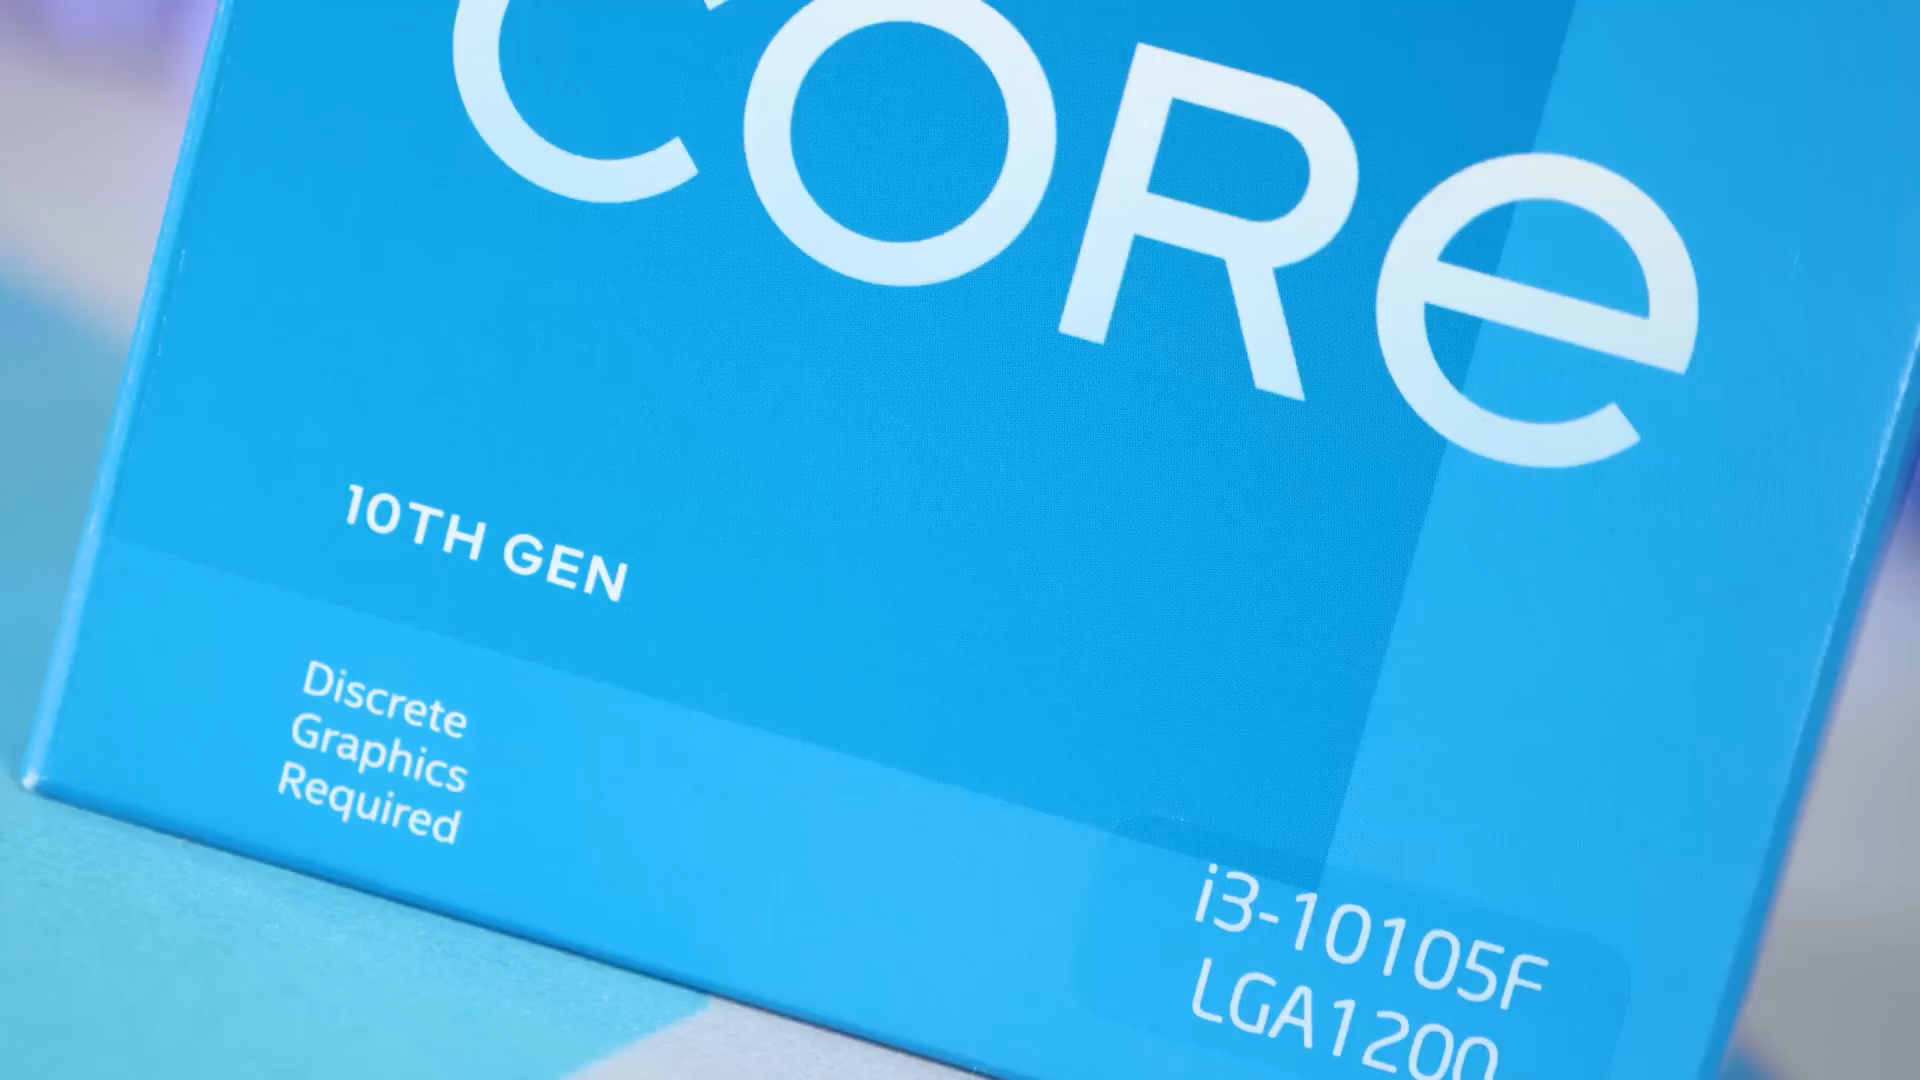 CORe
10TH GEN
Discrete
Graphics
Required
i3-10105F
LGA1200